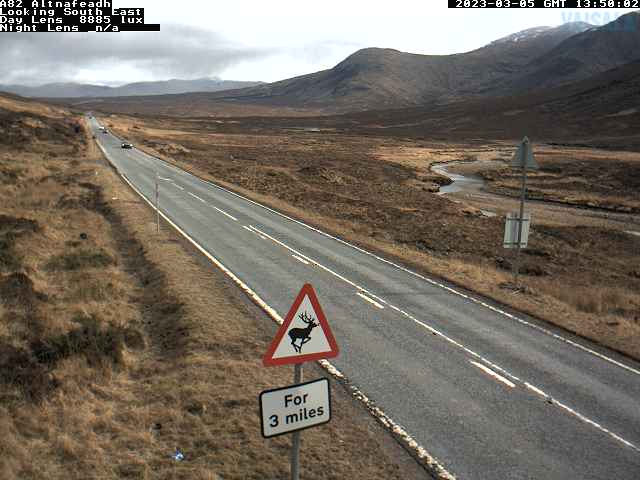 A82 Altnafeadh
Looking South East
Day Lens 8885 lux
Night Lens n/a
2023-03-05 GMT 13:50:02
VAISALA
For
3 miles